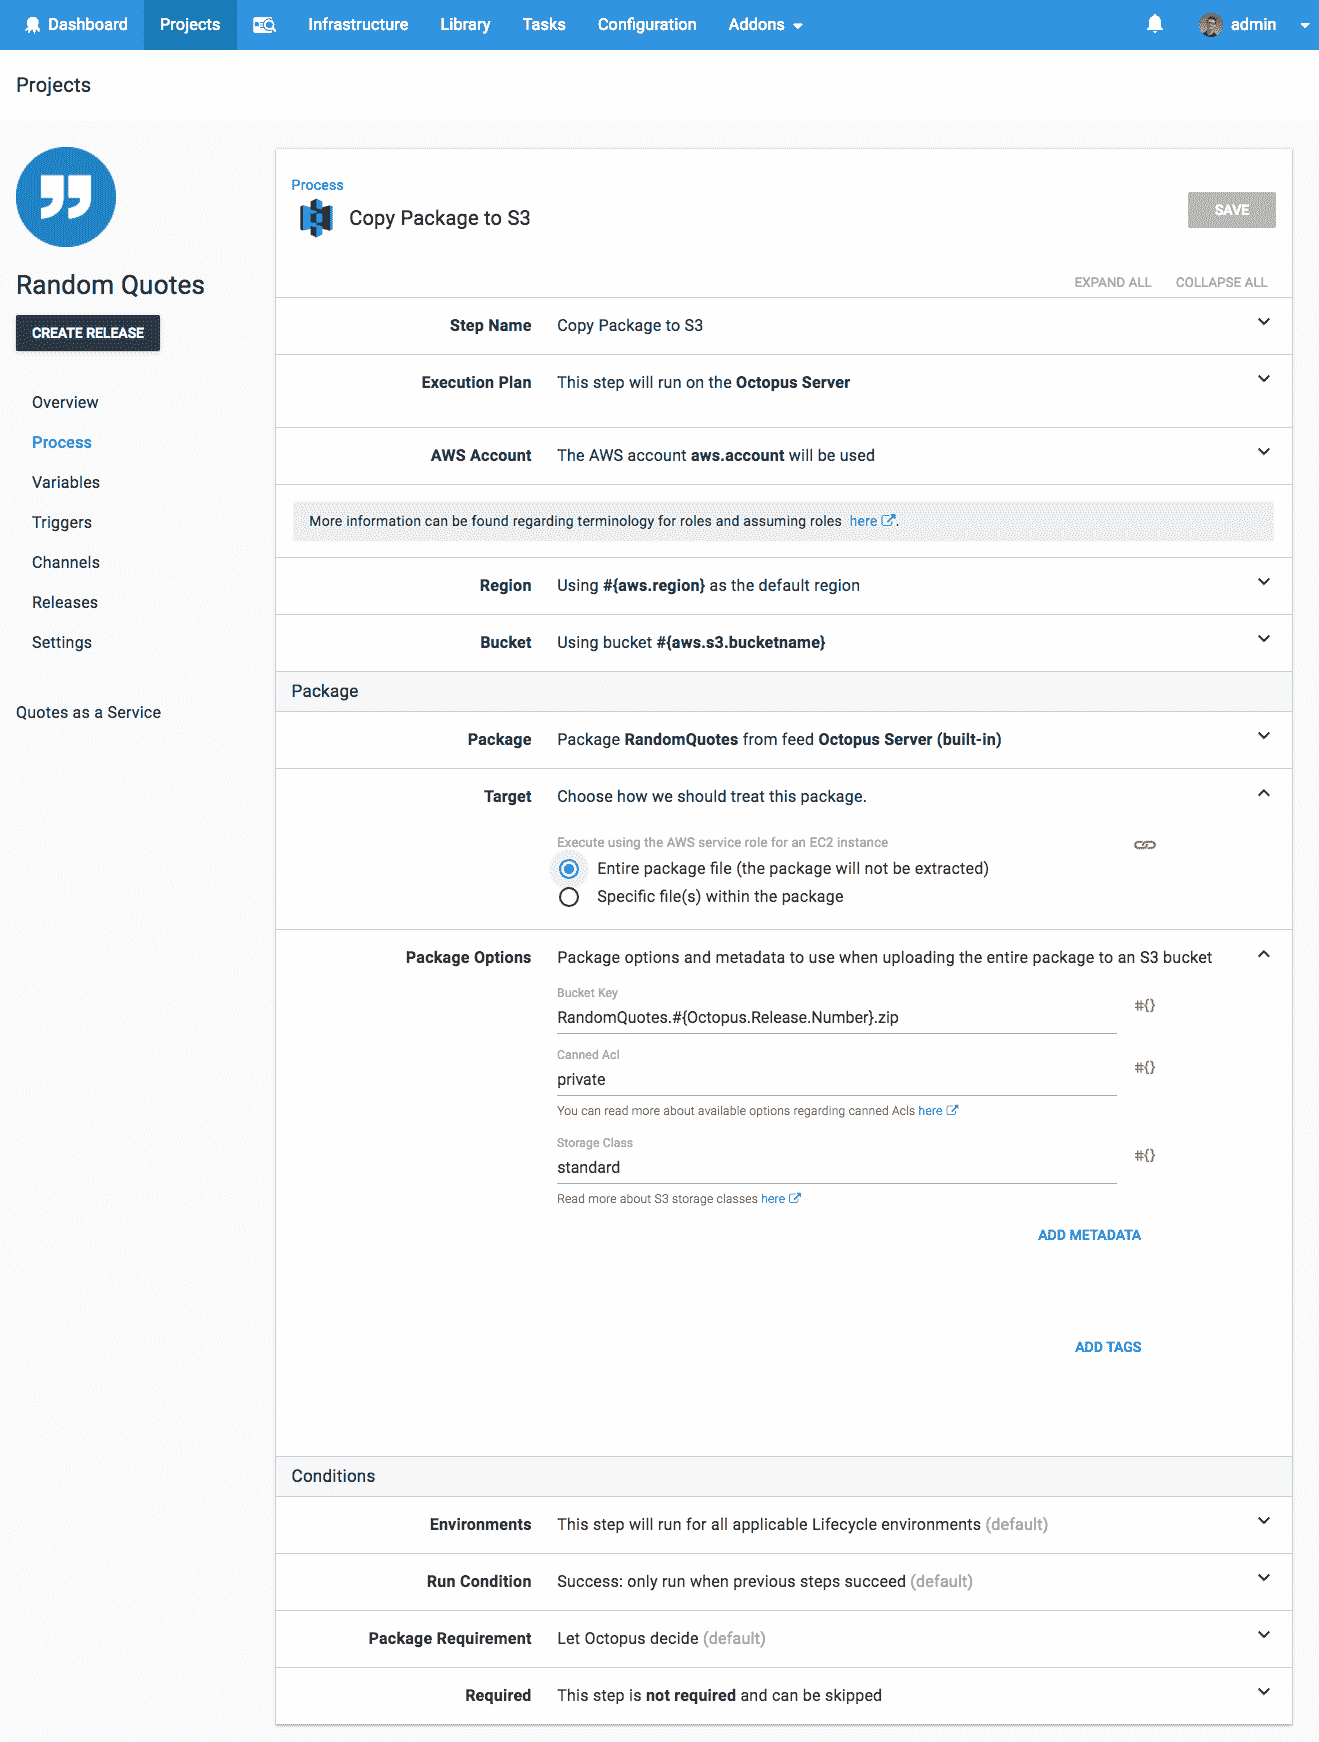 Dashboard Projects Infrastructure Library Tasks Configuration Addons admin
Projects
Random Quotes
CREATE RELEASE
Overview
Process
Variables
Triggers
Channels
Releases
Settings
Quotes as a Service
Process
Copy Package to S3
SAVE
EXPAND ALL COLLAPSE ALL
Step Name Copy Package to S3
Execution Plan This step will run on the Octopus Server
AWS Account The AWS account aws.account will be used
More information can be found regarding terminology for roles and assuming roles here.
Region Using #{aws.region} as the default region
Bucket Using bucket #{aws.s3.bucketname}
Package
Package Package RandomQuotes from feed Octopus Server (built-in)
Target Choose how we should treat this package.
Execute using the AWS service role for an EC2 instance
Entire package file (the package will not be extracted)
Specific file(s) within the package
Package Options Package options and metadata to use when uploading the entire package to an S3 bucket
Bucket Key
RandomQuotes.#{Octopus.Release.Number}.zip #{}
Canned Acl
private #{}
You can read more about available options regarding canned Acls here
Storage Class
standard #{}
Read more about S3 storage classes here
ADD METADATA
ADD TAGS
Conditions
Environments This step will run for all applicable Lifecycle environments (default)
Run Condition Success: only run when previous steps succeed (default)
Package Requirement Let Octopus decide (default)
Required This step is not required and can be skipped